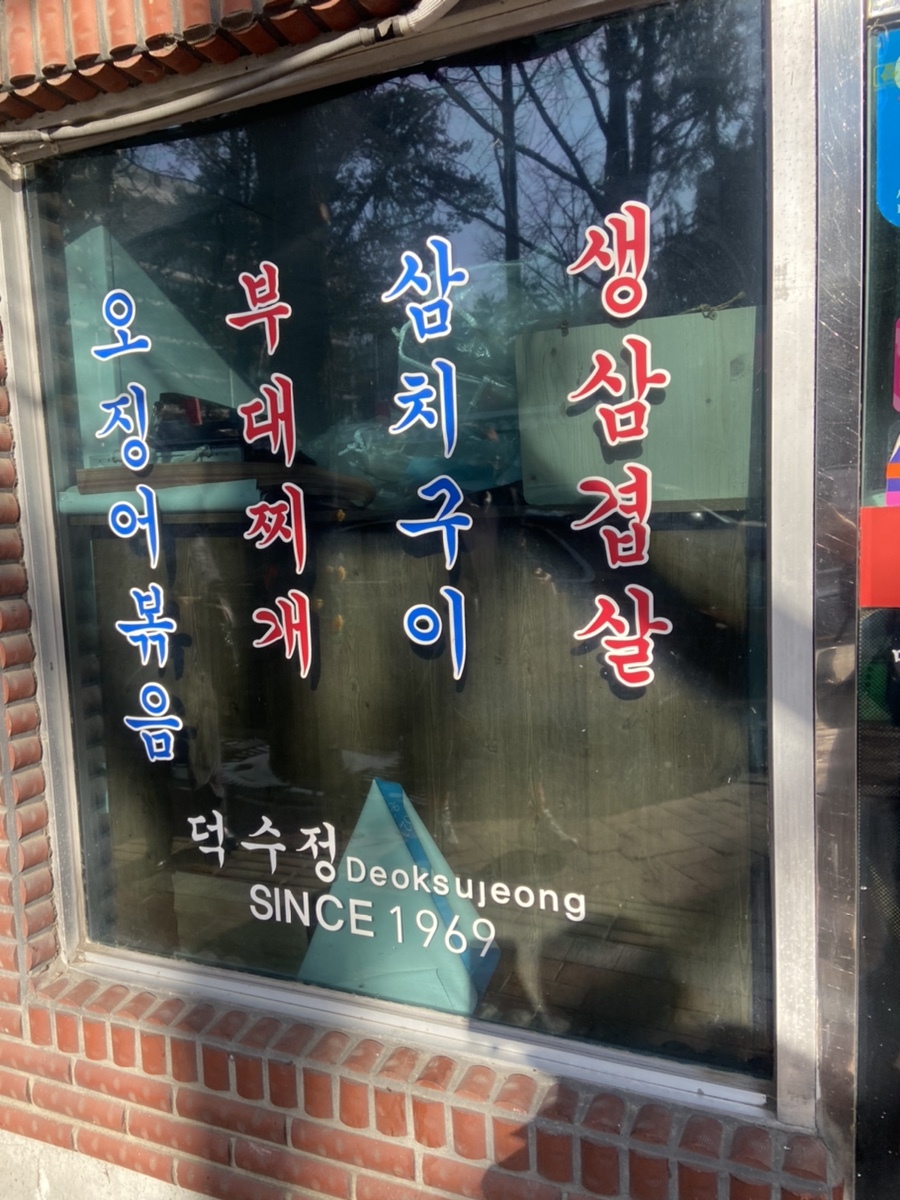 오징어볶음
부대찌개
삼치구이
생삼겹살
덕수정 Deoksujeong
SINCE 1969